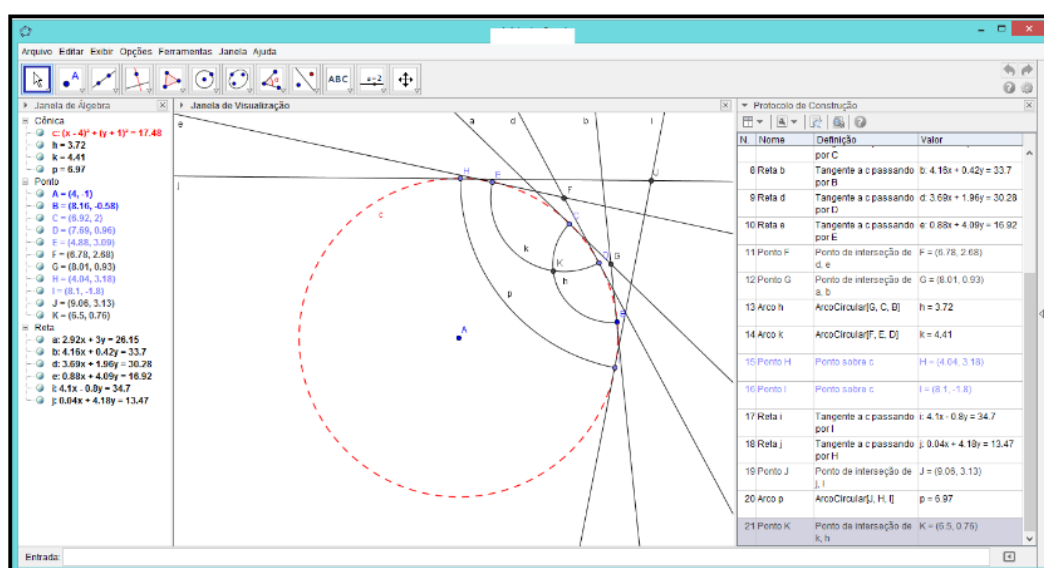 Arquivo Editar Exibir Opções Ferramentas Janela Ajuda
A
ABC
a=2
Janela de Álgebra
Cônica
c: (x - 4)² + (y + 1)² = 17.48
h = 3.72
k = 4.41
p = 6.97
Ponto
A = (4, -1)
B = (8.16, -0.58)
C = (6.92, 2)
D = (7.69, 0.96)
E = (4.88, 3.09)
F = (6.78, 2.68)
G = (8.01, 0.93)
H = (4.04, 3.18)
I = (8.1, -1.8)
J = (9.06, 3.13)
K = (6.5, 0.76)
Reta
a: 2.92x + 3y = 26.15
b: 4.16x + 0.42y = 33.7
d: 3.69x + 1.96y = 30.28
e: 0.88x + 4.09y = 16.92
i: 4.1x - 0.8y = 34.7
j: 0.04x + 4.18y = 13.47
Janela de Visualização
e
a
d
b
i
j
H
E
J
F
c
C
k
D
G
K
h
p
B
A
Protocolo de Construção
N. Nome Definição Valor
por C
8 Reta b Tangente a c passando por B b: 4.16x + 0.42y = 33.7
9 Reta d Tangente a c passando por D d: 3.69x + 1.96y = 30.28
10 Reta e Tangente a c passando por E e: 0.88x + 4.09y = 16.92
11 Ponto F Ponto de interseção de d, e F = (6.78, 2.68)
12 Ponto G Ponto de interseção de a, b G = (8.01, 0.93)
13 Arco h ArcoCircular[G, C, B] h = 3.72
14 Arco k ArcoCircular[F, E, D] k = 4.41
15 Ponto H Ponto sobre c H = (4.04, 3.18)
16 Ponto I Ponto sobre c I = (8.1, -1.8)
17 Reta i Tangente a c passando por I i: 4.1x - 0.8y = 34.7
18 Reta j Tangente a c passando por H j: 0.04x + 4.18y = 13.47
19 Ponto J Ponto de interseção de j, i J = (9.06, 3.13)
20 Arco p ArcoCircular[J, H, I] p = 6.97
21 Ponto K Ponto de interseção de k, h K = (6.5, 0.76)
Entrada: